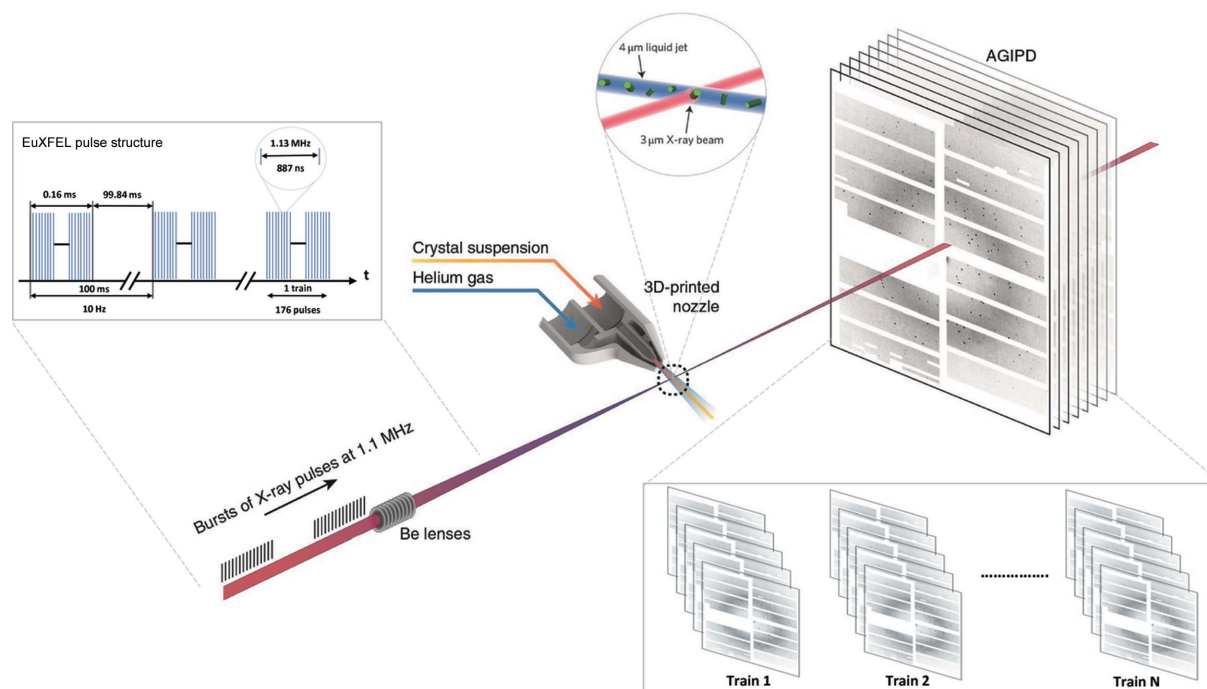 4 μm liquid jet
3 μm X-ray beam
AGIPD
EuXFEL pulse structure
1.13 MHz
887 ns
0.16 ms
99.84 ms
t
100 ms
10 Hz
1 train
176 pulses
Crystal suspension
Helium gas
3D-printed
nozzle
Bursts of X-ray pulses at 1.1 MHz
Be lenses
Train 1
Train 2
Train N